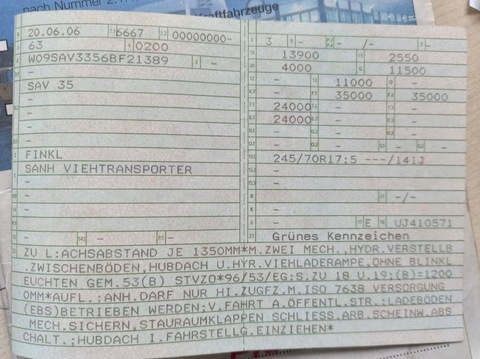 nach Nummer 2.1
Kraftfahrzeuge
20.06.06 6667 00000000-
63 0200
W09SAV3356BF21389 -
-
SAV 35
-
-
-
FINKL
SANH VIEHTRANSPORTER
-
-
-
-
3 - -/- -
13900 2550
4000 11500
- 11000 -
- 35000 35000
24000 - -
24000 - -
- - -
-
245/70R17;5 ---/141J
-
-
-
-/-
-
- E UJ410571
Grünes Kennzeichen
ZU L:ACHSABSTAND JE 1350MM*M.ZWEI MECH.,HYDR.VERSTELLB
.ZWISCHENBÖDEN,HUBDACH U.HYR.VIEHLADERAMPE,OHNE BLINKL
EUCHTEN GEM.53(B) STVZO*96/53/EG:S.ZU 18 U.19:(B)=1200
0MM*AUFL.:ANH.DARF NUR HI.ZUGFZ.M.ISO 7638 VERSORGUNG
(EBS)BETRIEBEN WERDEN;V.FAHRT A.ÖFFENTL.STR.:LADEBÖDEN
MECH.SICHERN,STAURAUMKLAPPEN SCHLIESS.ARB.SCHEINW.ABS
CHALT.;HUBDACH I.FAHRSTELLG.EINZIEHEN*